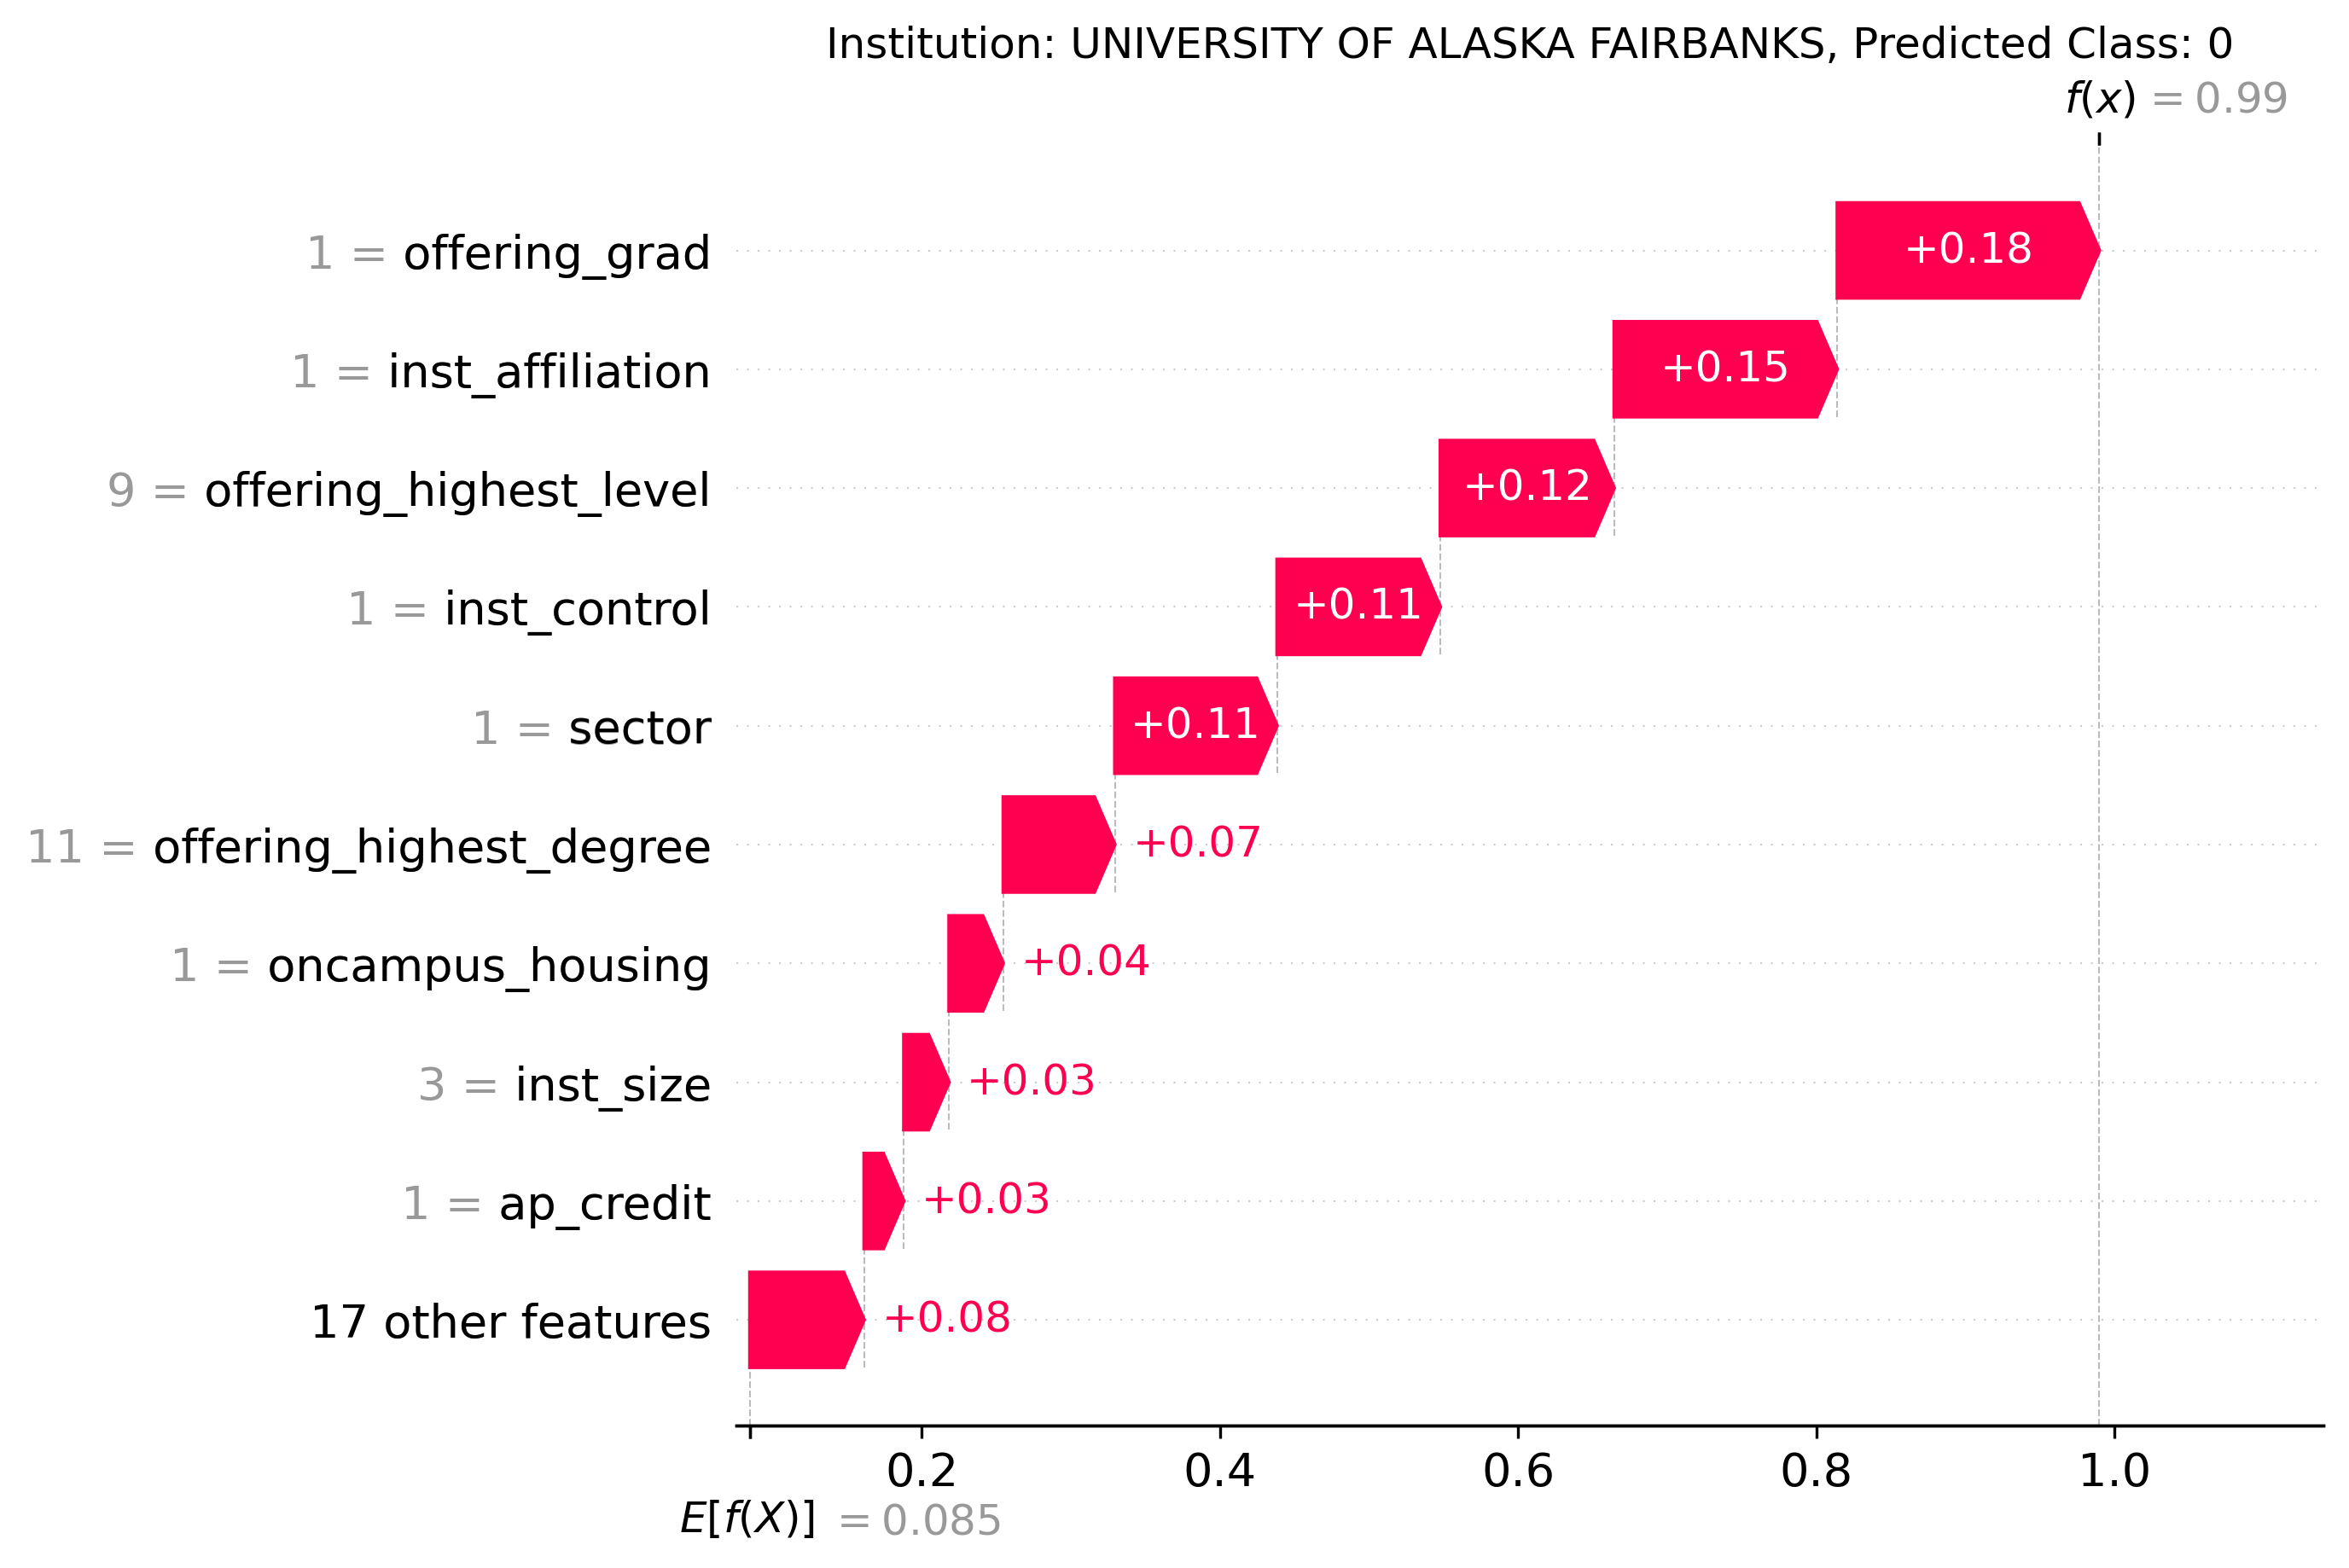 Institution: UNIVERSITY OF ALASKA FAIRBANKS, Predicted Class: 0
f(x) = 0.99
1 = offering_grad +0.18
1 = inst_affiliation +0.15
9 = offering_highest_level +0.12
1 = inst_control +0.11
1 = sector +0.11
11 = offering_highest_degree +0.07
1 = oncampus_housing +0.04
3 = inst_size +0.03
1 = ap_credit +0.03
17 other features +0.08
0.2 0.4 0.6 0.8 1.0
E[f(X)] = 0.085